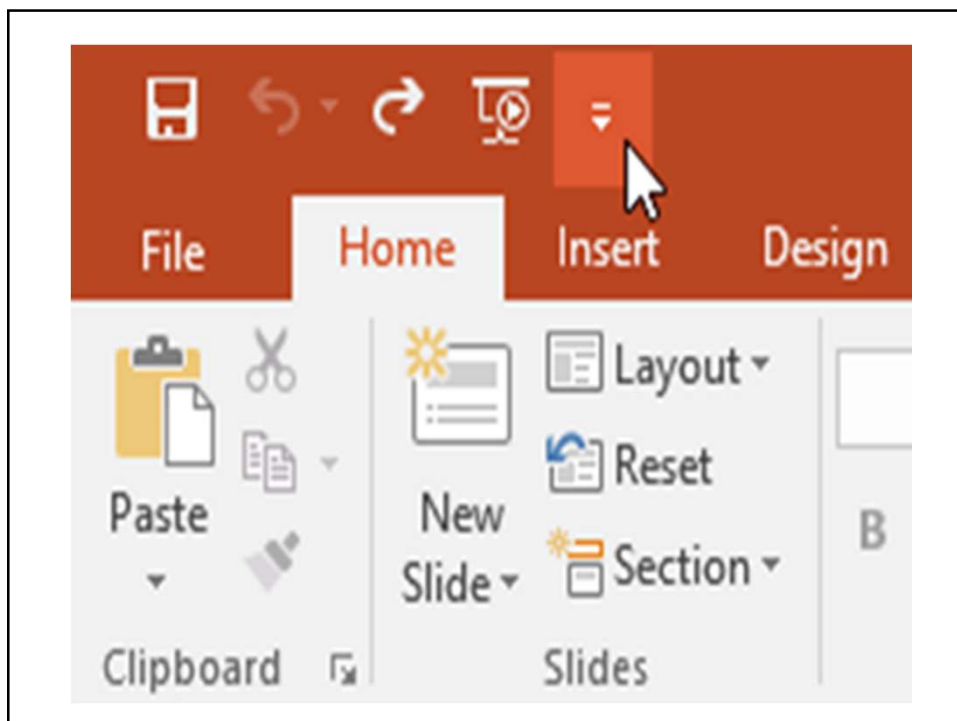 File Home Insert Design
Layout
Reset
Paste New B
Slide Section
Clipboard Slides